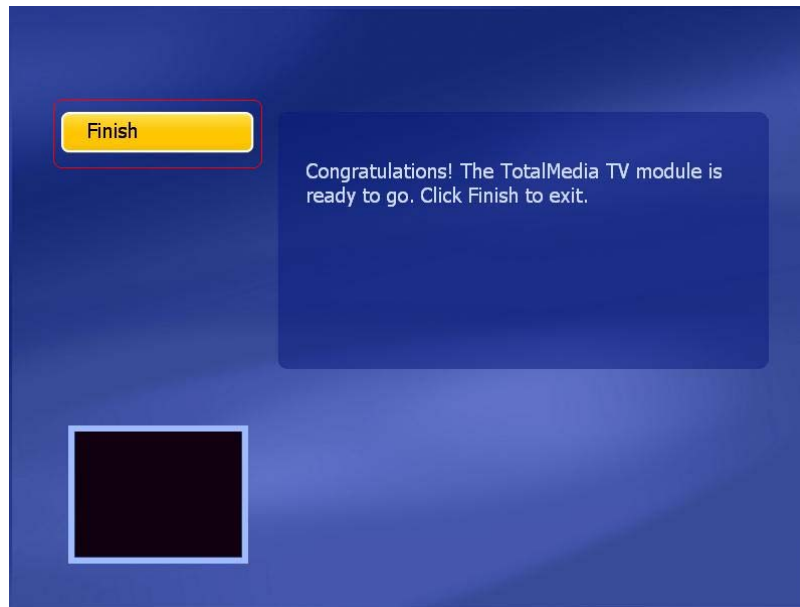 Finish
Congratulations! The TotalMedia TV module is
ready to go. Click Finish to exit.